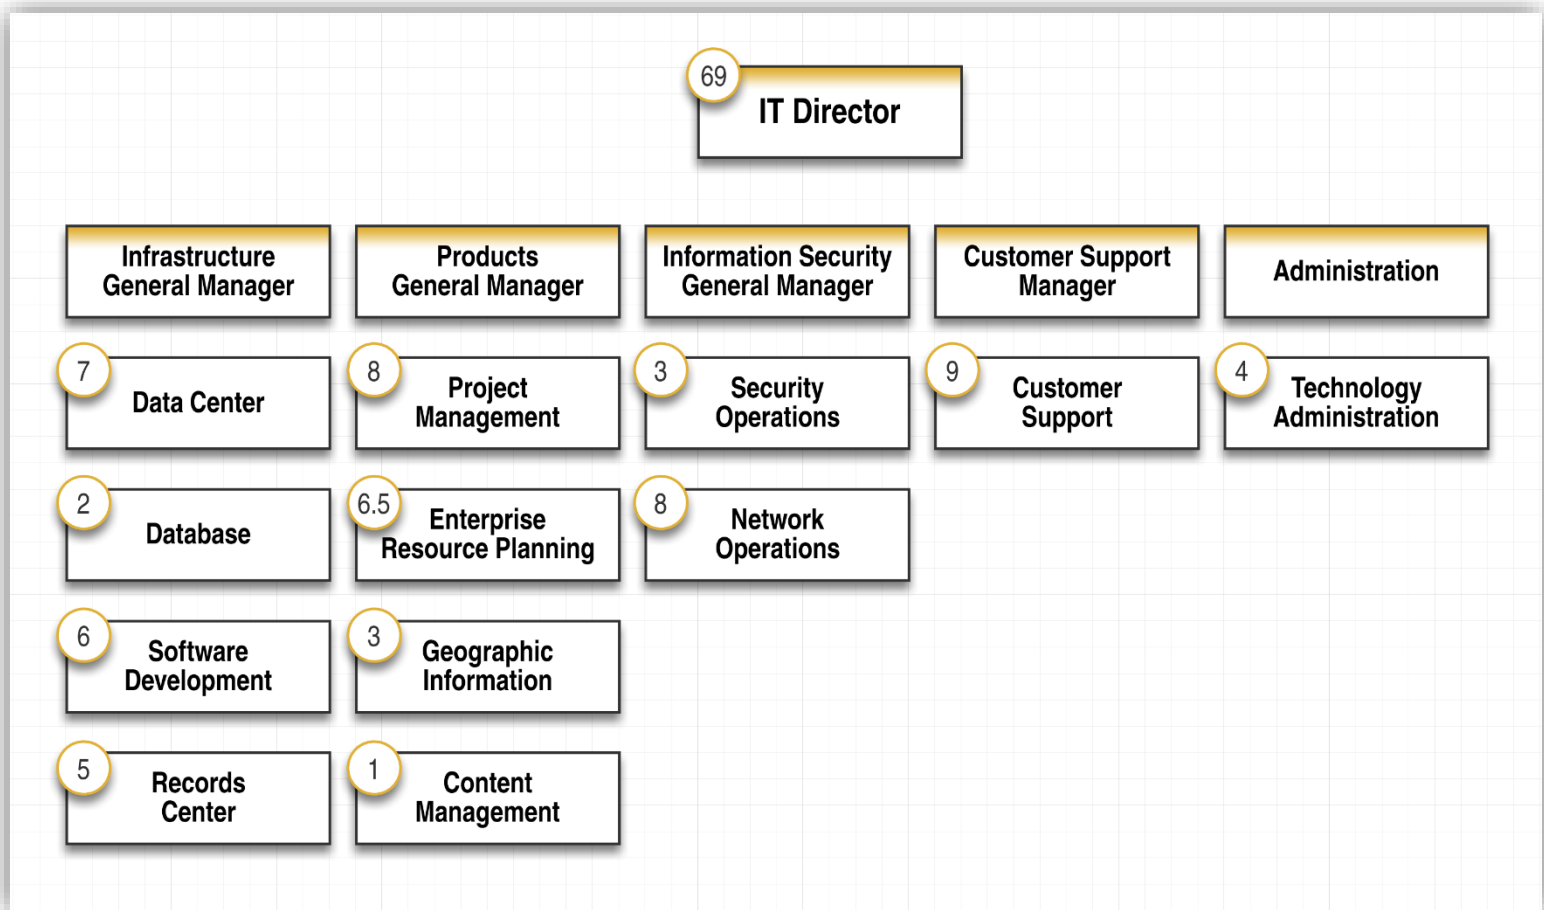 69
IT Director
Infrastructure
General Manager
Products
General Manager
Information Security
General Manager
Customer Support
Manager
Administration
7
Data Center
8
Project
Management
3
Security
Operations
9
Customer
Support
4
Technology
Administration
2
Database
6.5
Enterprise
Resource Planning
8
Network
Operations
6
Software
Development
3
Geographic
Information
5
Records
Center
1
Content
Management